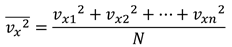 $$\overline{{v_x}^2} = \frac{{v_{x1}}^2 + {v_{x2}}^2 + \cdots + {v_{xn}}^2}{N}$$